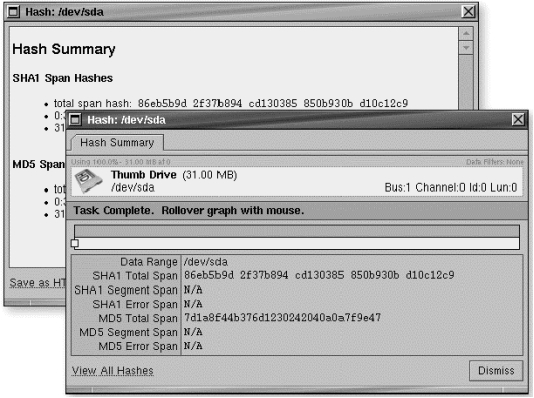 Hash: /dev/sda
Hash Summary
SHA1 Span Hashes
• total span hash: 86eb5b9d 2f37b894 cd130385 850b930b d10c12c9
• 0:
• 31
MD5 Span
• tot
• 0:
• 31
Save as HT
Hash: /dev/sda
Hash Summary
Using 100.0% - 31.00 MB at 0 Data Filters: None
Thumb Drive (31.00 MB)
/dev/sda Bus:1 Channel:0 Id:0 Lun:0
Task Complete. Rollover graph with mouse.
Data Range /dev/sda
SHA1 Total Span 86eb5b9d 2f37b894 cd130385 850b930b d10c12c9
SHA1 Segment Span N/A
SHA1 Error Span N/A
MD5 Total Span 7d1a8f44b376d1230242040a0a7f9e47
MD5 Segment Span N/A
MD5 Error Span N/A
View All Hashes Dismiss